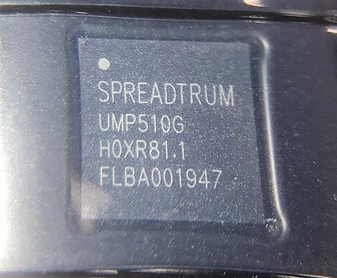 SPREADTRUM
UMP510G
H0XR81.1
FLBA001947